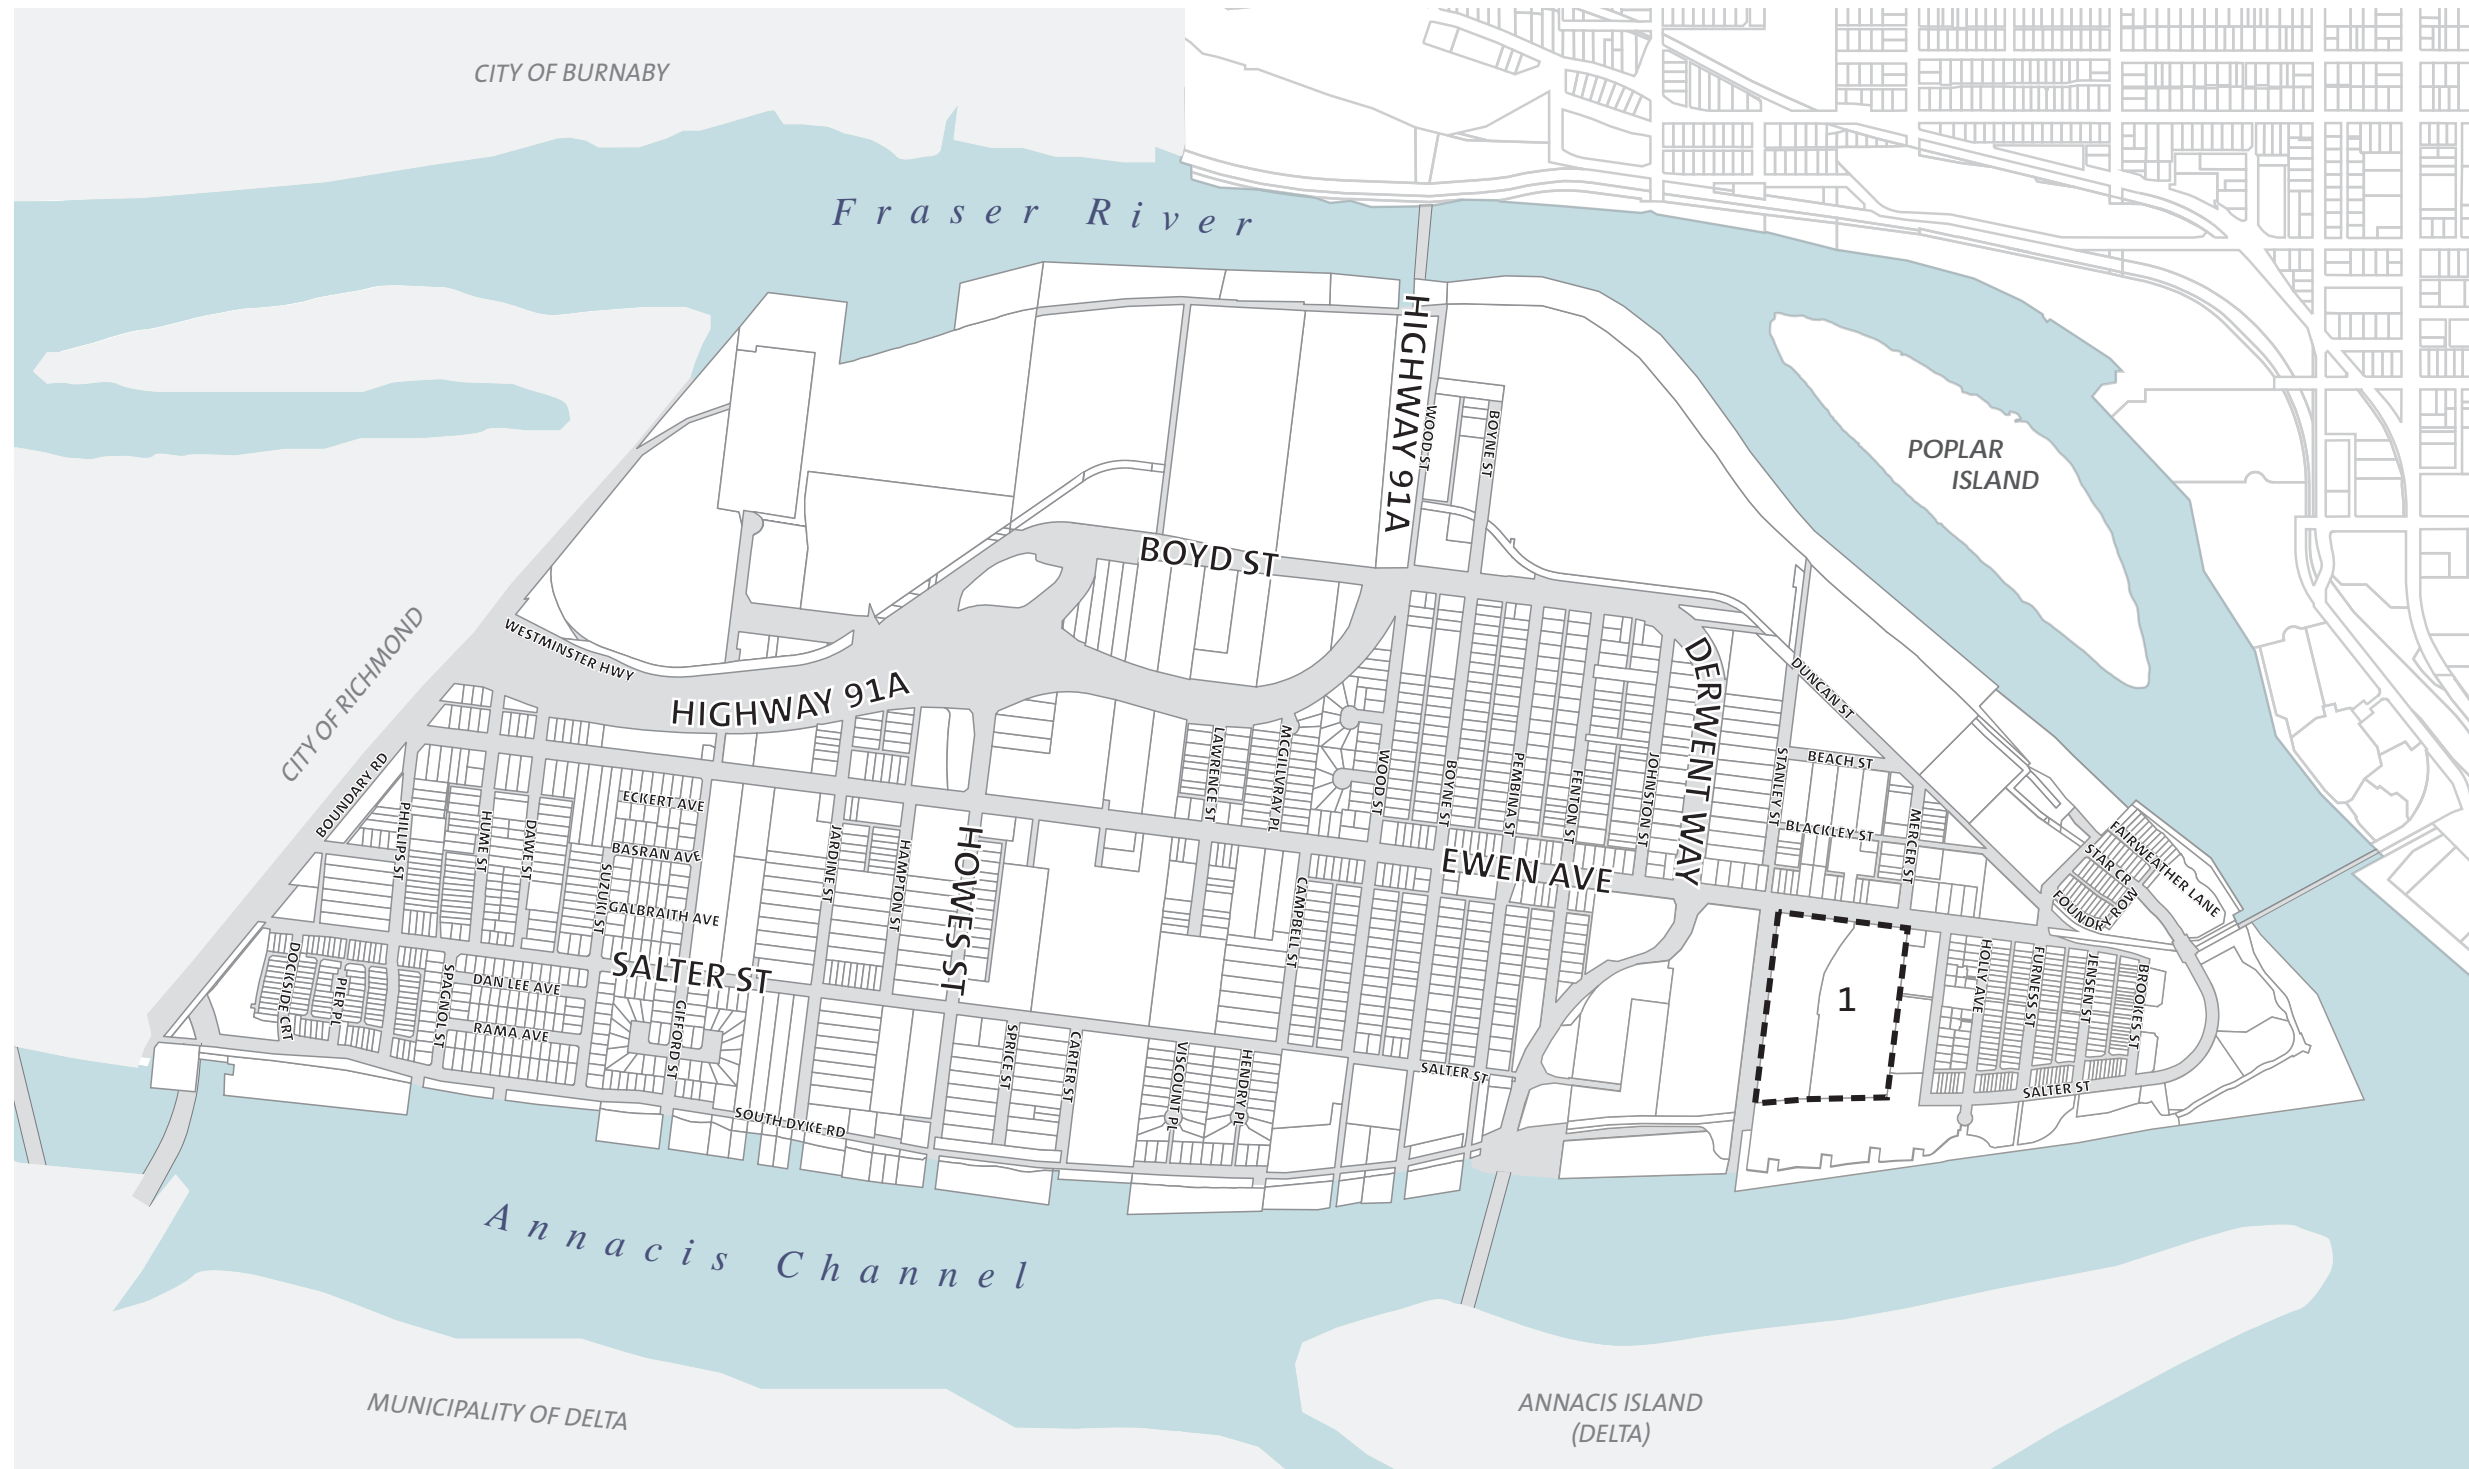 CITY OF BURNABY
Fraser River
HIGHWAY 91A
WOOD ST
BOYNE ST
POPLAR
ISLAND
BOYD ST
CITY OF RICHMOND
WESTMINSTER HWY
HIGHWAY 91A
DERWENT WAY
DUNCAN ST
BOUNDARY RD
LAWRENCE ST
MCGILLVRAY PL
WOOD ST
BOYNE ST
PEMBINA ST
FENTON ST
JOHNSTON ST
STANLEY ST
BEACH ST
ECKERT AVE
PHILLIPS ST
HUME ST
DAWE ST
BASRAN AVE
JARDINE ST
HAMPTON ST
HOWES ST
EWEN AVE
BLACKLEY ST
MERCER ST
FAIRWEATHER LANE
STAR CR
FOUNDRY ROW
SUZUKI ST
GALBRAITH AVE
CAMPBELL ST
DOCKSIDE CRT
PIER PL
SPAGNOL ST
DAN LEE AVE
SALTER ST
1
HOLLY AVE
FURNESS ST
JENSEN ST
BROOKES ST
RAMA AVE
GIFFORD ST
SPRICE ST
CARTER ST
VISCOUNT PL
HENDRY PL
SALTER ST
SALTER ST
SOUTH DYKE RD
Annacis Channel
MUNICIPALITY OF DELTA
ANNACIS ISLAND
(DELTA)